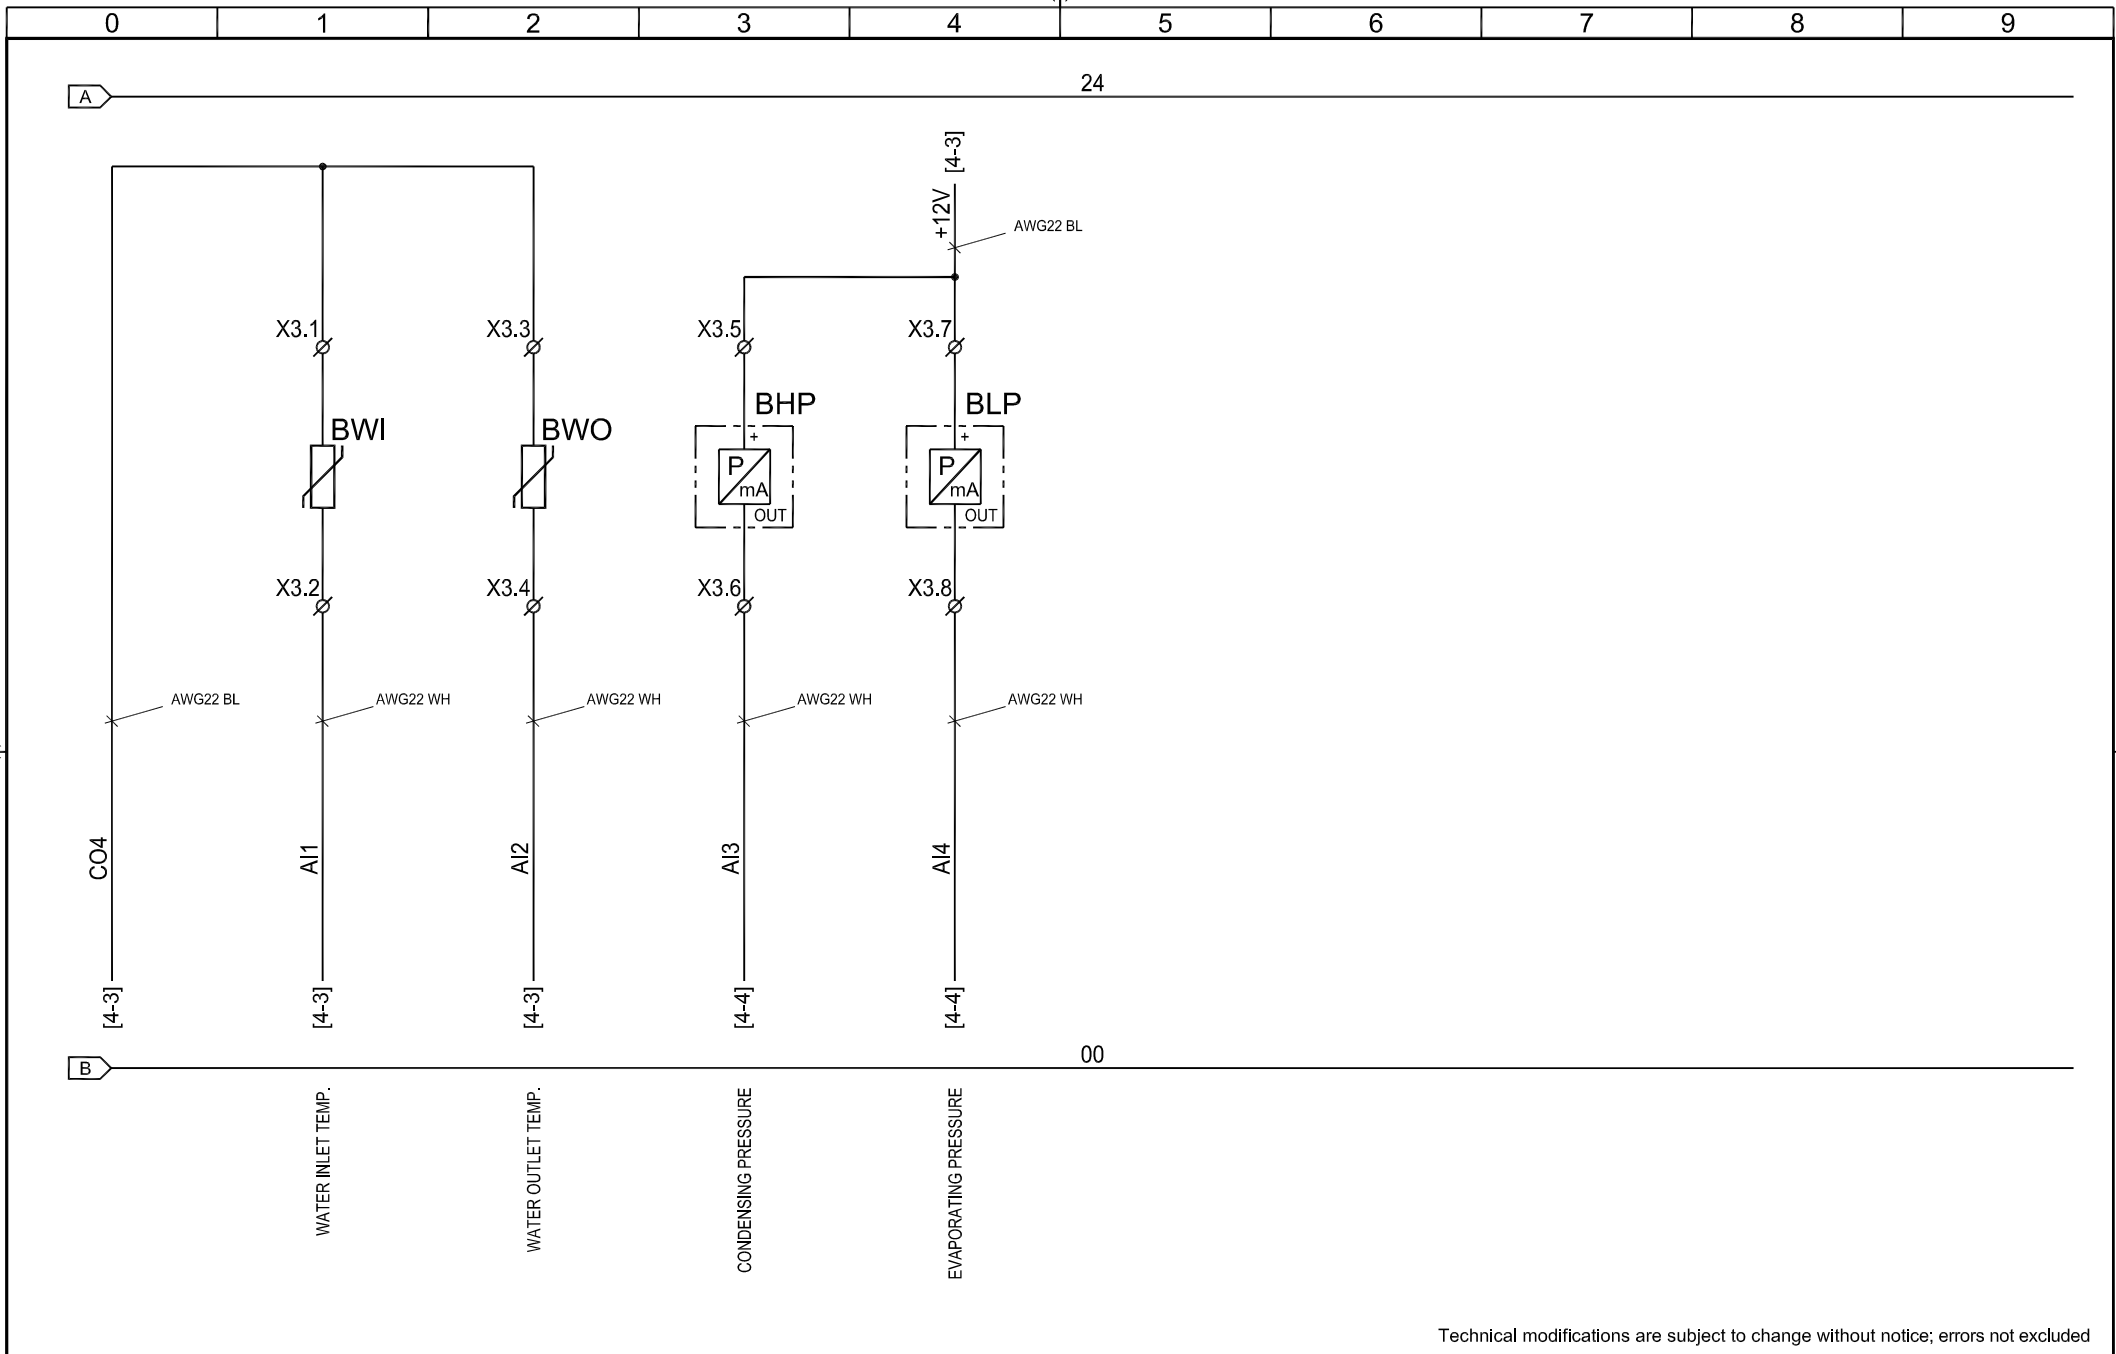 0 1 2 3 4 5 6 7 8 9
A 24
[4-3]
+12V
AWG22 BL
X3.1 X3.3 X3.5 X3.7
BHP BLP
BWI BWO
+ +
P P
mA mA
OUT OUT
X3.2 X3.4 X3.6 X3.8
AWG22 BL AWG22 WH AWG22 WH AWG22 WH AWG22 WH
CO4 AI1 AI2 AI3 AI4
[4-3] [4-3] [4-3] [4-4] [4-4]
B 00
WATER INLET TEMP.
WATER OUTLET TEMP.
CONDENSING PRESSURE
EVAPORATING PRESSURE
Technical modifications are subject to change without notice; errors not excluded